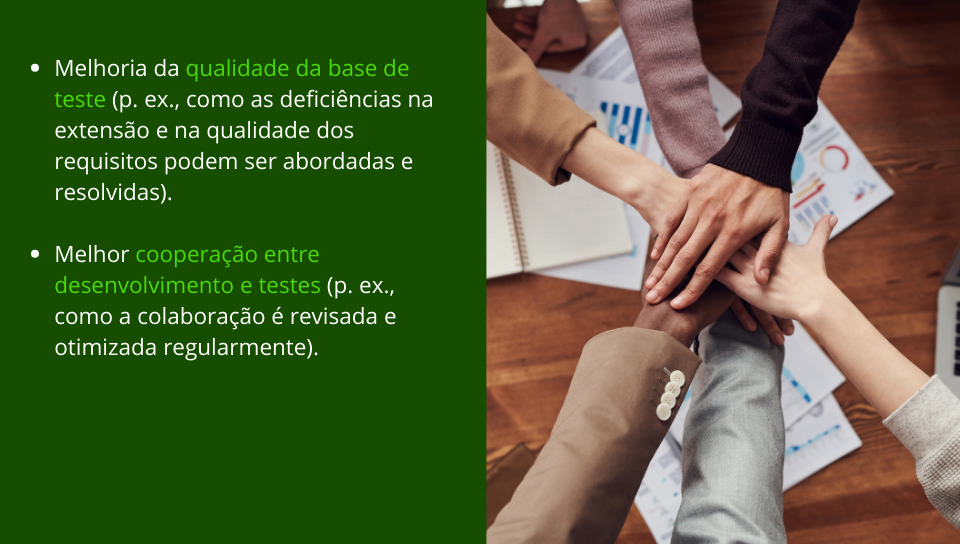 • Melhoria da qualidade da base de
teste (p. ex., como as deficiências na
extensão e na qualidade dos
requisitos podem ser abordadas e
resolvidas).
• Melhor cooperação entre
desenvolvimento e testes (p. ex.,
como a colaboração é revisada e
otimizada regularmente).